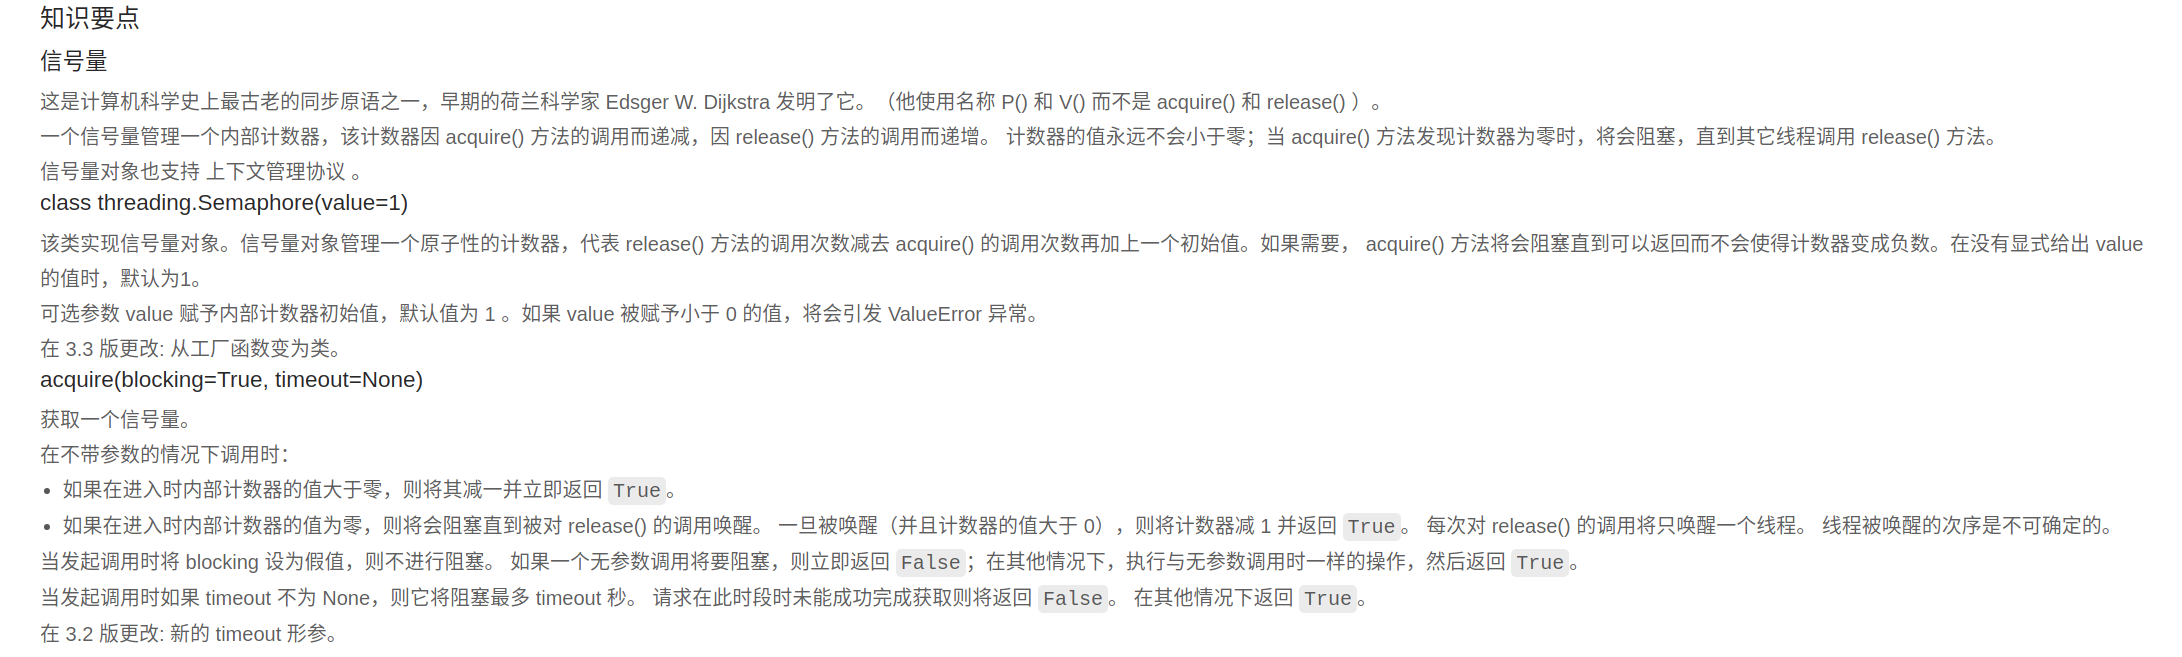 知识要点
信号量
这是计算机科学史上最古老的同步原语之一，早期的荷兰科学家 Edsger W. Dijkstra 发明了它。（他使用名称 P() 和 V() 而不是 acquire() 和 release() ）。
一个信号量管理一个内部计数器，该计数器因 acquire() 方法的调用而递减，因 release() 方法的调用而递增。 计数器的值永远不会小于零；当 acquire() 方法发现计数器为零时，将会阻塞，直到其它线程调用 release() 方法。
信号量对象也支持 上下文管理协议 。
class threading.Semaphore(value=1)
该类实现信号量对象。信号量对象管理一个原子性的计数器，代表 release() 方法的调用次数减去 acquire() 的调用次数再加上一个初始值。如果需要， acquire() 方法将会阻塞直到可以返回而不会使得计数器变成负数。在没有显式给出 value
的值时，默认为1。
可选参数 value 赋予内部计数器初始值，默认值为 1 。如果 value 被赋予小于 0 的值，将会引发 ValueError 异常。
在 3.3 版更改: 从工厂函数变为类。
acquire(blocking=True, timeout=None)
获取一个信号量。
在不带参数的情况下调用时：
• 如果在进入时内部计数器的值大于零，则将其减一并立即返回 True。
• 如果在进入时内部计数器的值为零，则将会阻塞直到被对 release() 的调用唤醒。 一旦被唤醒（并且计数器的值大于 0），则将计数器减 1 并返回 True。 每次对 release() 的调用将只唤醒一个线程。 线程被唤醒的次序是不可确定的。
当发起调用时将 blocking 设为假值，则不进行阻塞。 如果一个无参数调用将要阻塞，则立即返回 False；在其他情况下，执行与无参数调用时一样的操作，然后返回 True。
当发起调用时如果 timeout 不为 None，则它将阻塞最多 timeout 秒。 请求在此时段时未能成功完成获取则将返回 False。 在其他情况下返回 True。
在 3.2 版更改: 新的 timeout 形参。